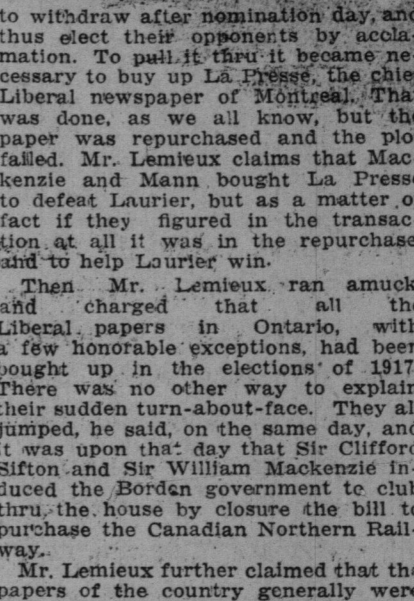 to withdraw after nomination day, and
thus elect their opponents by accla-
mation. To pull it thru it became ne-
cessary to buy up La Presse, the chie
Liberal newspaper of Montreal. Tha
was done, as we all know, but the
paper was repurchased and the plo
failed. Mr. Lemieux claims that Mac
kenzie and Mann bought La Presse
to defeat Laurier, but as a matter o
fact if they figured in the transac
tion at all it was in the repurchase
and to help Laurier win.
Then Mr. Lemieux ran amuck
and charged that all the
Liberal papers in Ontario, with
a few honorable exceptions, had been
bought up in the elections of 1917
There was no other way to explain
their sudden turn-about-face. They al
jumped, he said, on the same day, and
it was upon that day that Sir Clifford
Sifton and Sir William Mackenzie in-
duced the Borden government to club
thru the house by closure the bill to
purchase the Canadian Northern Rail-
way.
Mr. Lemieux further claimed that the
papers of the country generally were